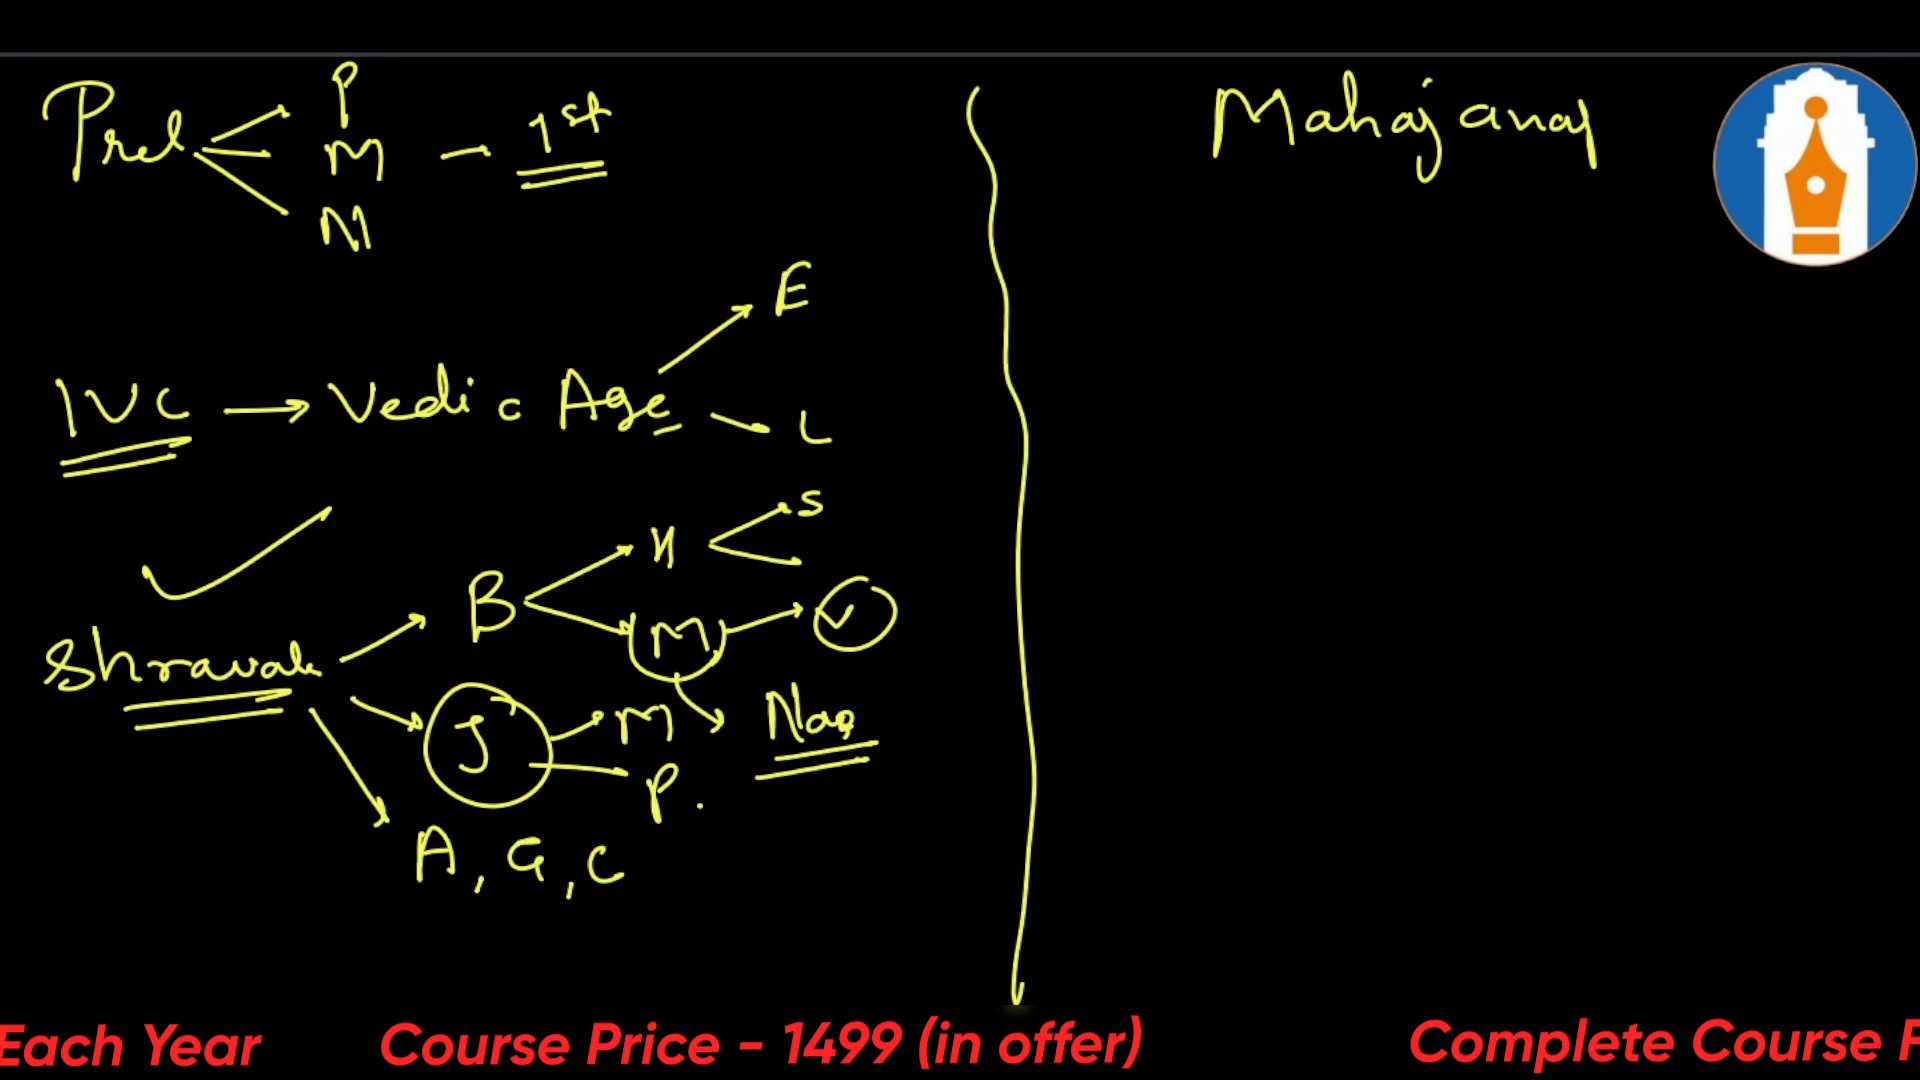 P
Prel M - 1st
M
E
IVC → Vedic Age L
S
B H
M
Shravak
J M Nag
P.
A, G, C
Mahajanap
Each Year Course Price - 1499 (in offer) Complete Course F